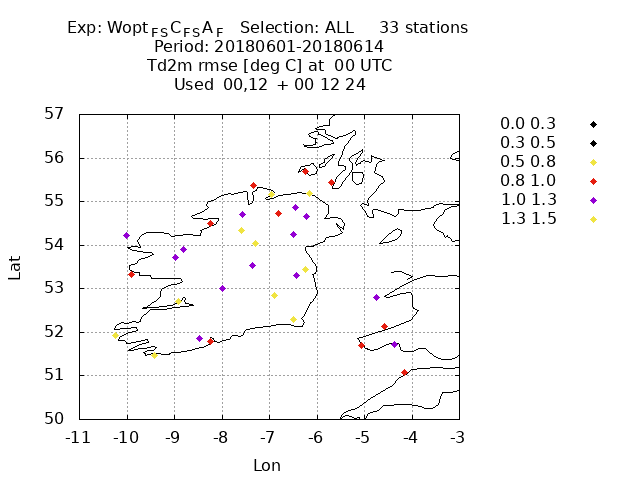 Exp: Wopt FS C FS A F Selection: ALL 33 stations
Period: 20180601-20180614
Td2m rmse [deg C] at 00 UTC
Used 00,12 + 00 12 24
57
56
55
54
53
52
51
50
-11 -10 -9 -8 -7 -6 -5 -4 -3
Lat
Lon
0.0 0.3
0.3 0.5
0.5 0.8
0.8 1.0
1.0 1.3
1.3 1.5